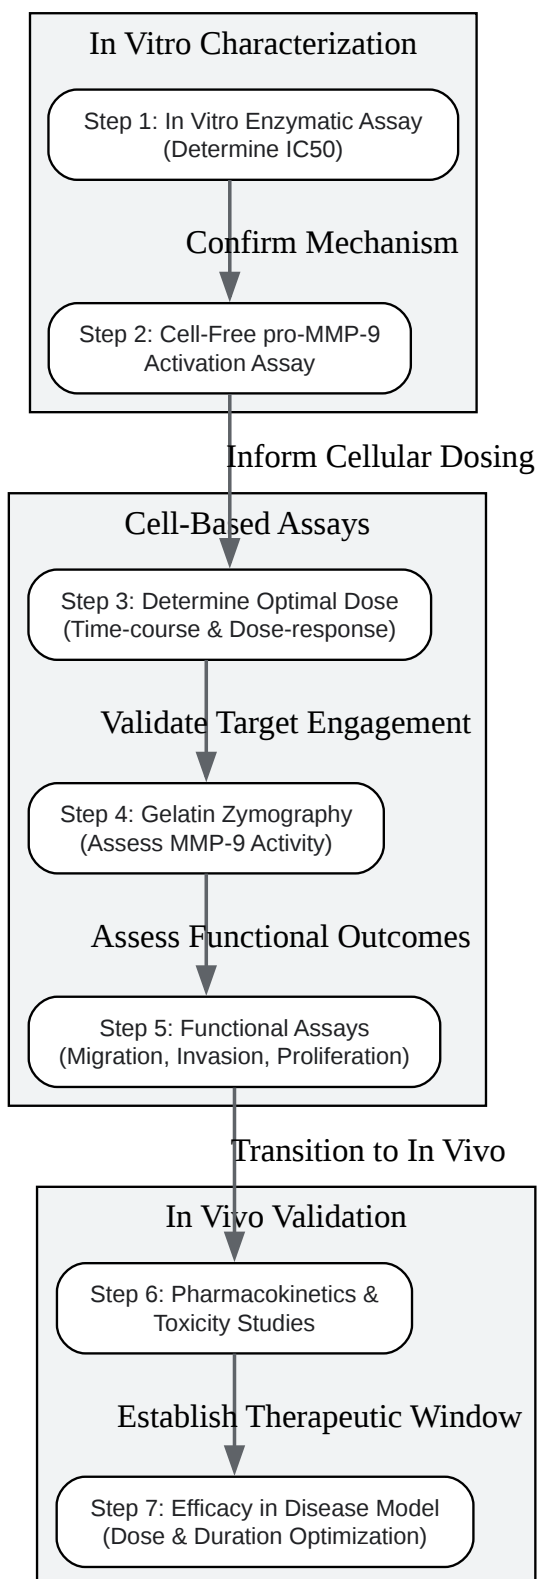 In Vitro Characterization
Step 1: In Vitro Enzymatic Assay
(Determine IC50)
Confirm Mechanism
Step 2: Cell-Free pro-MMP-9
Activation Assay
Inform Cellular Dosing
Cell-Based Assays
Step 3: Determine Optimal Dose
(Time-course & Dose-response)
Validate Target Engagement
Step 4: Gelatin Zymography
(Assess MMP-9 Activity)
Assess Functional Outcomes
Step 5: Functional Assays
(Migration, Invasion, Proliferation)
Transition to In Vivo
In Vivo Validation
Step 6: Pharmacokinetics &
Toxicity Studies
Establish Therapeutic Window
Step 7: Efficacy in Disease Model
(Dose & Duration Optimization)